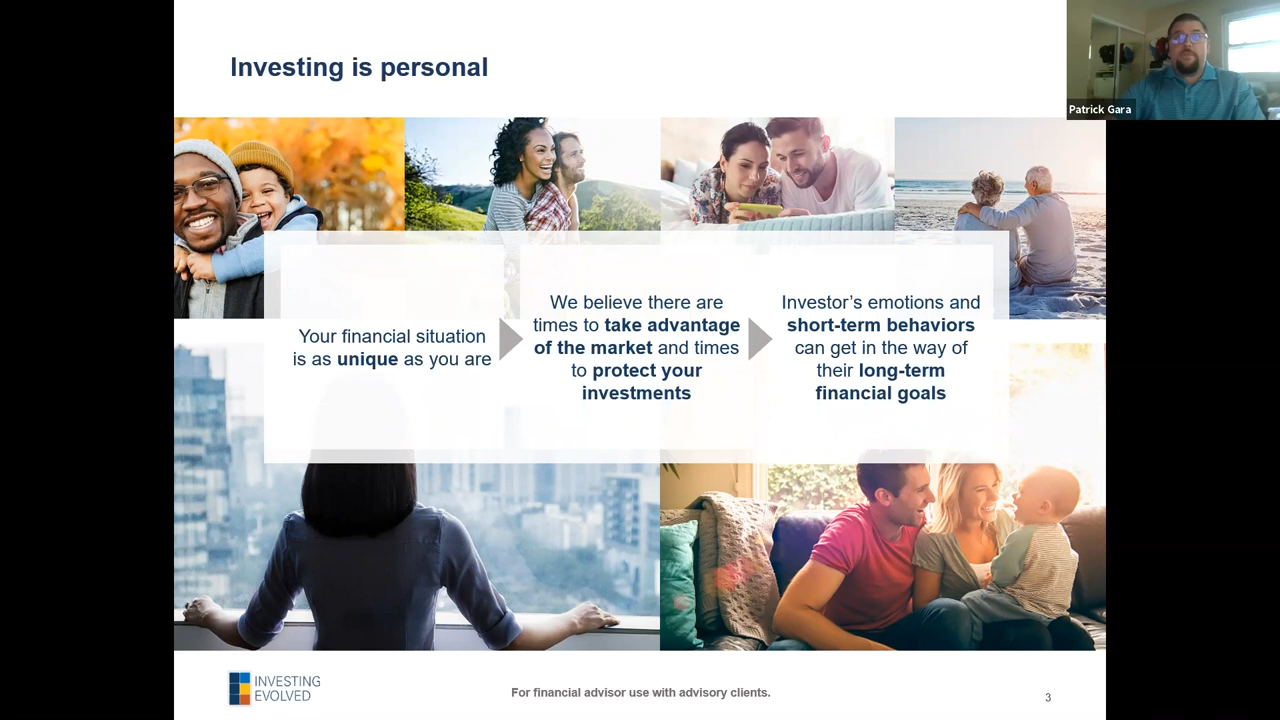 Investing is personal
Patrick Gara
Your financial situation
is as unique as you are
We believe there are
times to take advantage
of the market and times
to protect your
investments
Investor’s emotions and
short-term behaviors
can get in the way of
their long-term
financial goals
INVESTING
EVOLVED
For financial advisor use with advisory clients.
3